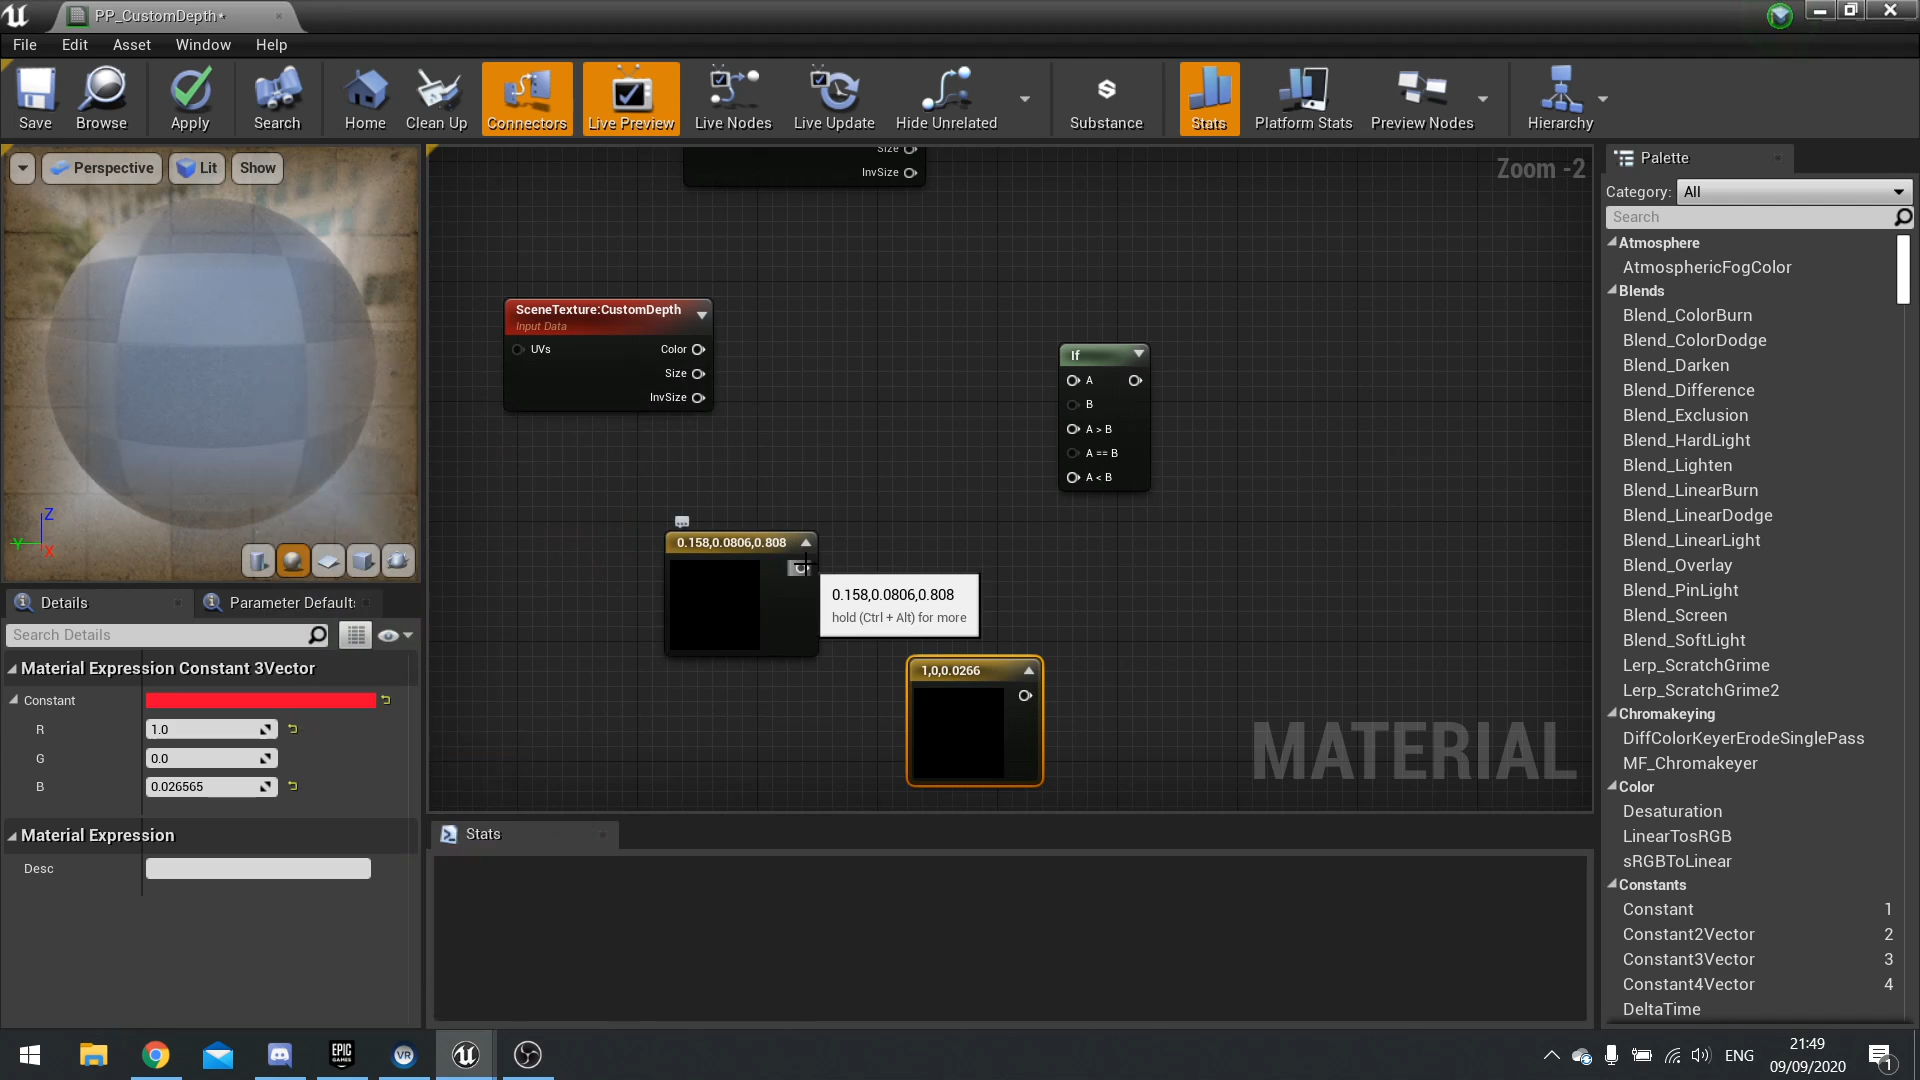 PP_CustomDepth*
File Edit Asset Window Help
Save Browse Apply Search Home Clean Up Connectors Live Preview Live Nodes Live Update Hide Unrelated Substance Stats Platform Stats Preview Nodes Hierarchy
Perspective Lit Show
Z
Y
X
Details Parameter Default
Search Details
Material Expression Constant 3Vector
Constant
R 1.0
G 0.0
B 0.026565
Material Expression
Desc
Size
InvSize
Zoom -2
SceneTexture:CustomDepth
Input Data
UVs Color
Size
InvSize
If
A
B
A > B
A == B
A < B
0.158,0.0806,0.808
0.158,0.0806,0.808
hold (Ctrl + Alt) for more
1,0,0.0266
MATERIAL
Stats
Palette
Category: All
Search
Atmosphere
AtmosphericFogColor
Blends
Blend_ColorBurn
Blend_ColorDodge
Blend_Darken
Blend_Difference
Blend_Exclusion
Blend_HardLight
Blend_Lighten
Blend_LinearBurn
Blend_LinearDodge
Blend_LinearLight
Blend_Overlay
Blend_PinLight
Blend_Screen
Blend_SoftLight
Lerp_ScratchGrime
Lerp_ScratchGrime2
Chromakeying
DiffColorKeyerErodeSinglePass
MF_Chromakeyer
Color
Desaturation
LinearTosRGB
sRGBToLinear
Constants
Constant 1
Constant2Vector 2
Constant3Vector 3
Constant4Vector 4
DeltaTime
EPIC
GAMES
VR
ENG
21:49
09/09/2020
1